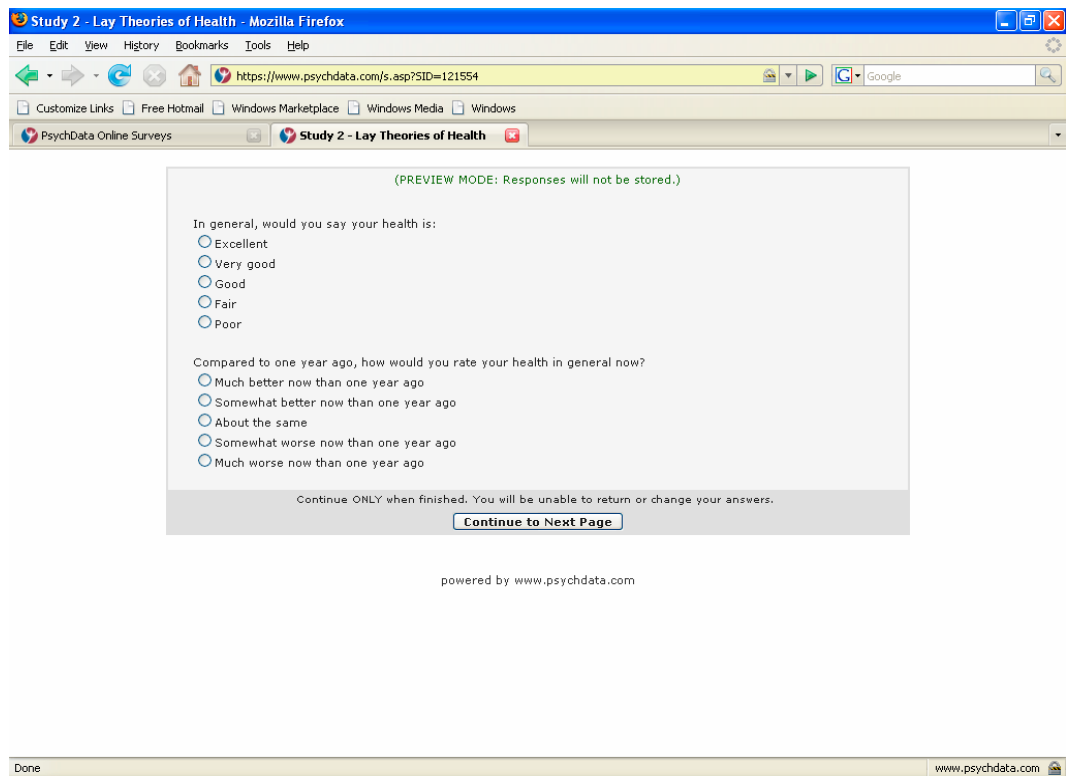 Study 2 - Lay Theories of Health - Mozilla Firefox
File Edit View History Bookmarks Tools Help
https://www.psychdata.com/s.asp?SID=121554 G Google
Customize Links Free Hotmail Windows Marketplace Windows Media Windows
PsychData Online Surveys Study 2 - Lay Theories of Health
(PREVIEW MODE: Responses will not be stored.)
In general, would you say your health is:
Excellent
Very good
Good
Fair
Poor
Compared to one year ago, how would you rate your health in general now?
Much better now than one year ago
Somewhat better now than one year ago
About the same
Somewhat worse now than one year ago
Much worse now than one year ago
Continue ONLY when finished. You will be unable to return or change your answers.
Continue to Next Page
powered by www.psychdata.com
Done www.psychdata.com